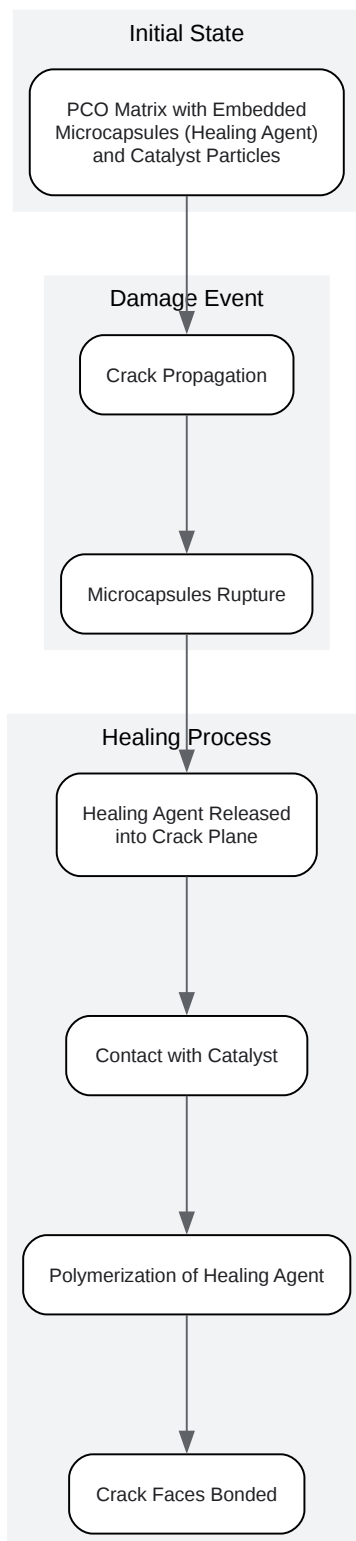 Initial State
PCO Matrix with Embedded
Microcapsules (Healing Agent)
and Catalyst Particles
Damage Event
Crack Propagation
Microcapsules Rupture
Healing Process
Healing Agent Released
into Crack Plane
Contact with Catalyst
Polymerization of Healing Agent
Crack Faces Bonded